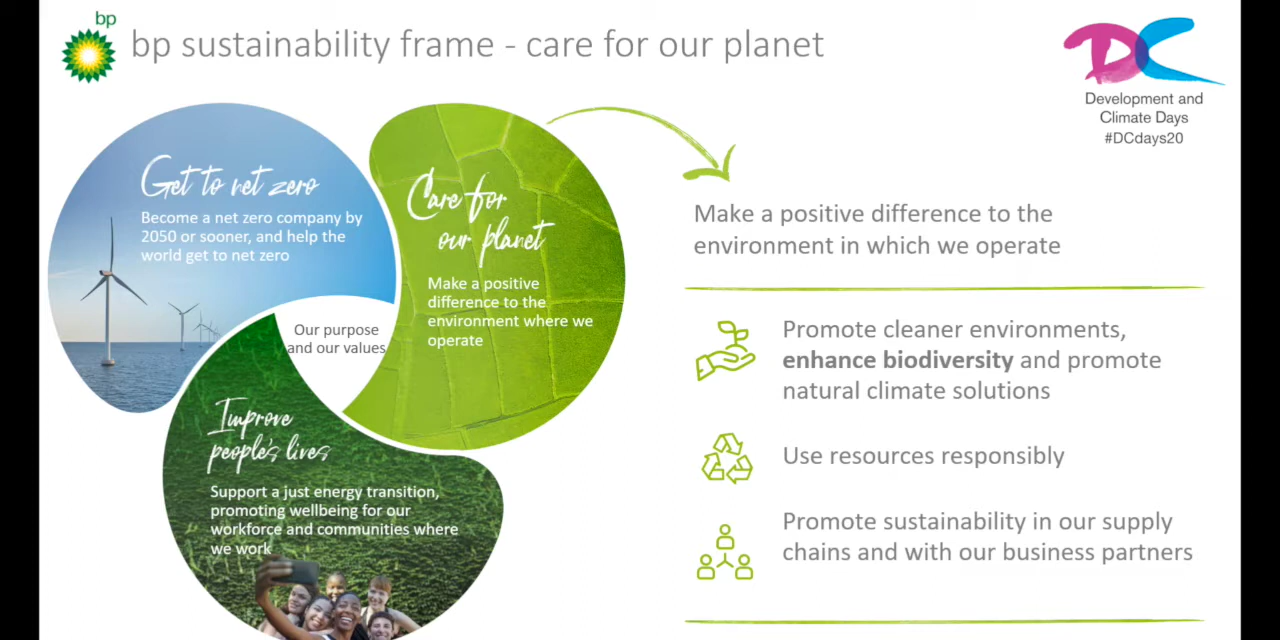 bp
bp sustainability frame - care for our planet
DC
Development and
Climate Days
#DCdays20
Get to net zero
Become a net zero company by
2050 or sooner, and help the
world get to net zero
Care for
our planet
Make a positive
difference to the
environment where we
operate
Our purpose
and our values
Improve
people's lives
Support a just energy transition,
promoting wellbeing for our
workforce and communities where
we work
Make a positive difference to the
environment in which we operate
Promote cleaner environments,
enhance biodiversity and promote
natural climate solutions
Use resources responsibly
Promote sustainability in our supply
chains and with our business partners